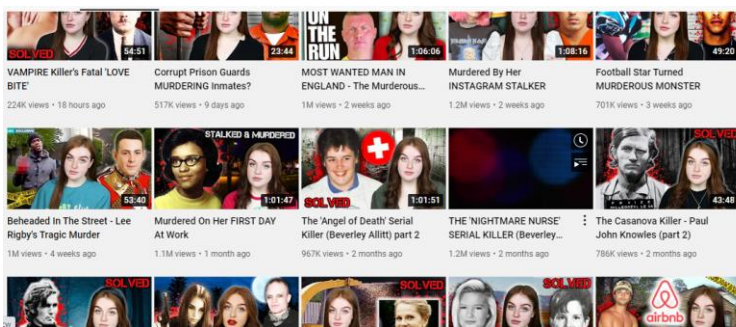 SOLVED
54:51
23:44
ON
THE
RUN
1:06:06
1:08:16
49:20
VAMPIRE Killer's Fatal 'LOVE
BITE'
224K views • 18 hours ago
Corrupt Prison Guards
MURDERING Inmates?
517K views • 9 days ago
MOST WANTED MAN IN
ENGLAND - The Murderous...
1M views • 2 weeks ago
Murdered By Her
INSTAGRAM STALKER
1.2M views • 2 weeks ago
Football Star Turned
MURDEROUS MONSTER
701K views • 3 weeks ago
53:40
STALKED & MURDERED
1:01:47
SOLVED
1:01:51
SOLVED
43:48
Beheaded In The Street - Lee
Rigby's Tragic Murder
1M views • 4 weeks ago
Murdered On Her FIRST DAY
At Work
1.1M views • 1 month ago
The 'Angel of Death' Serial
Killer (Beverley Allitt) part 2
967K views • 2 months ago
THE 'NIGHTMARE NURSE'
SERIAL KILLER (Beverley...
1.2M views • 2 months ago
The Casanova Killer - Paul
John Knowles (part 2)
786K views • 2 months ago
SOLVED
SOLVED
SOLVED
airbnb